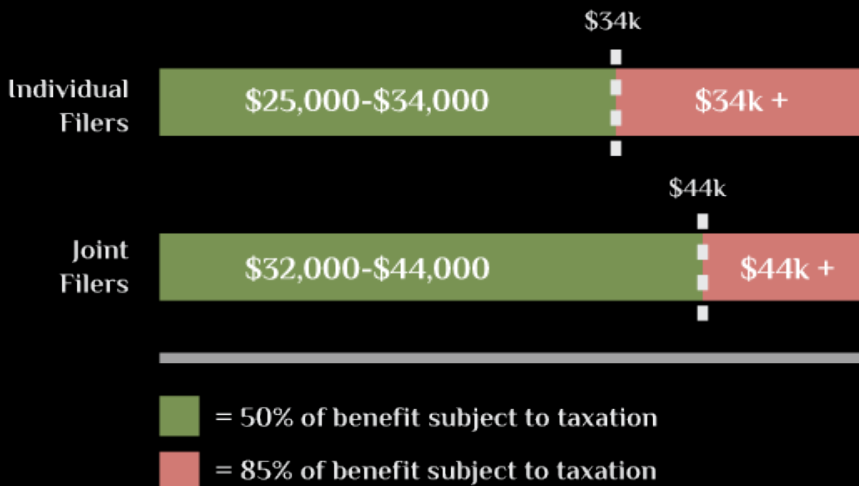 $34k
Individual
Filers
$25,000-$34,000
$34k +
$44k
Joint
Filers
$32,000-$44,000
$44k +
= 50% of benefit subject to taxation
= 85% of benefit subject to taxation